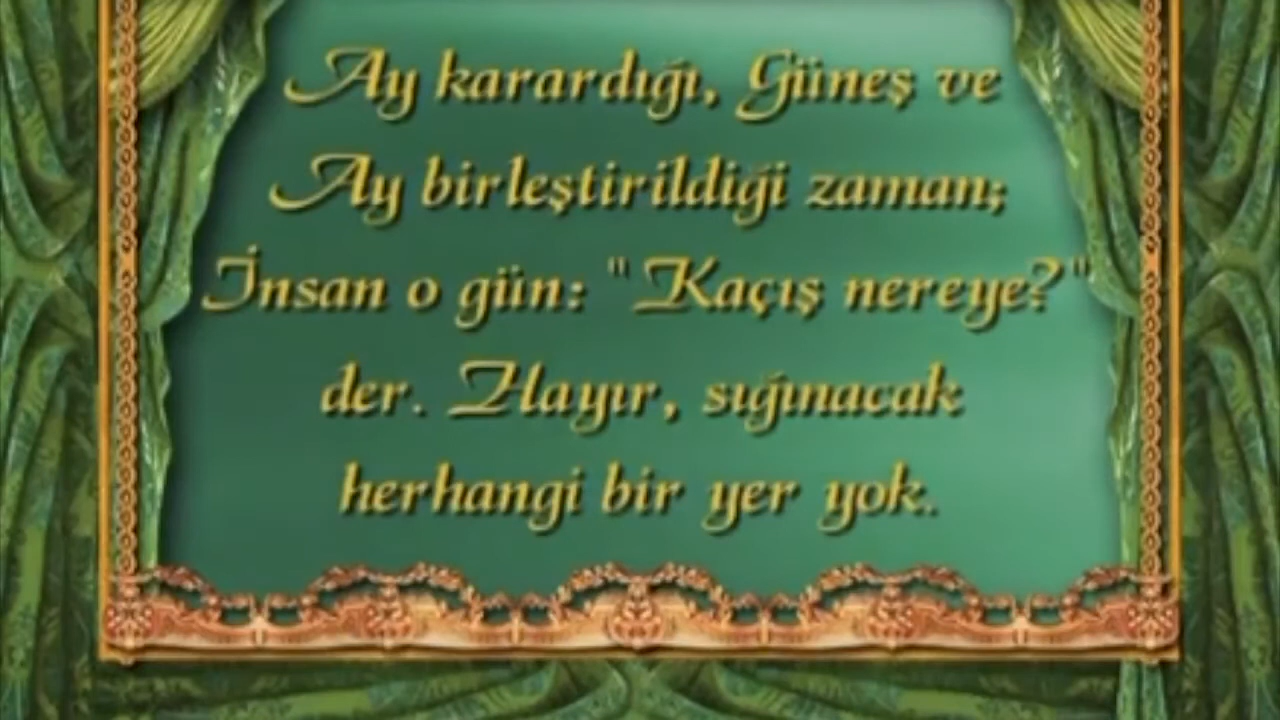 Ay karardığı, Güneş ve
Ay birleştirildiği zaman;
İnsan o gün: "Kaçış nereye?"
der. Hayır, sığınacak
herhangi bir yer yok.